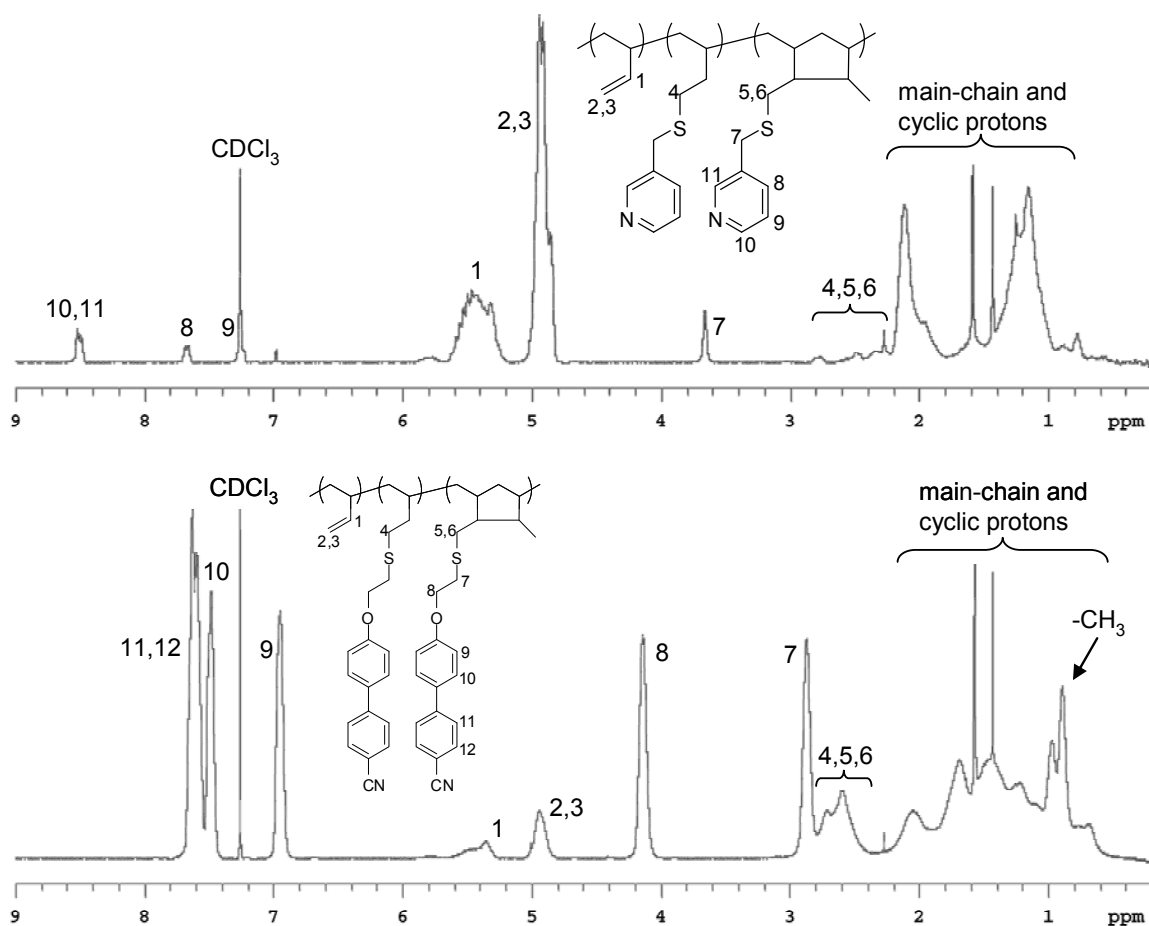 1
2,3
4
5,6
S
S
7
11
8
N
N
9
10
main-chain and
cyclic protons
CDCl3
2,3
1
10,11
8
9
7
4,5,6
9 8 7 6 5 4 3 2 1 ppm
CDCl3
1
2,3
4
5,6
S
S
7
8
O
O
9
10
11
12
CN
CN
main-chain and
cyclic protons
-CH3
10
11,12
9
8
7
4,5,6
1
2,3
9 8 7 6 5 4 3 2 1 ppm